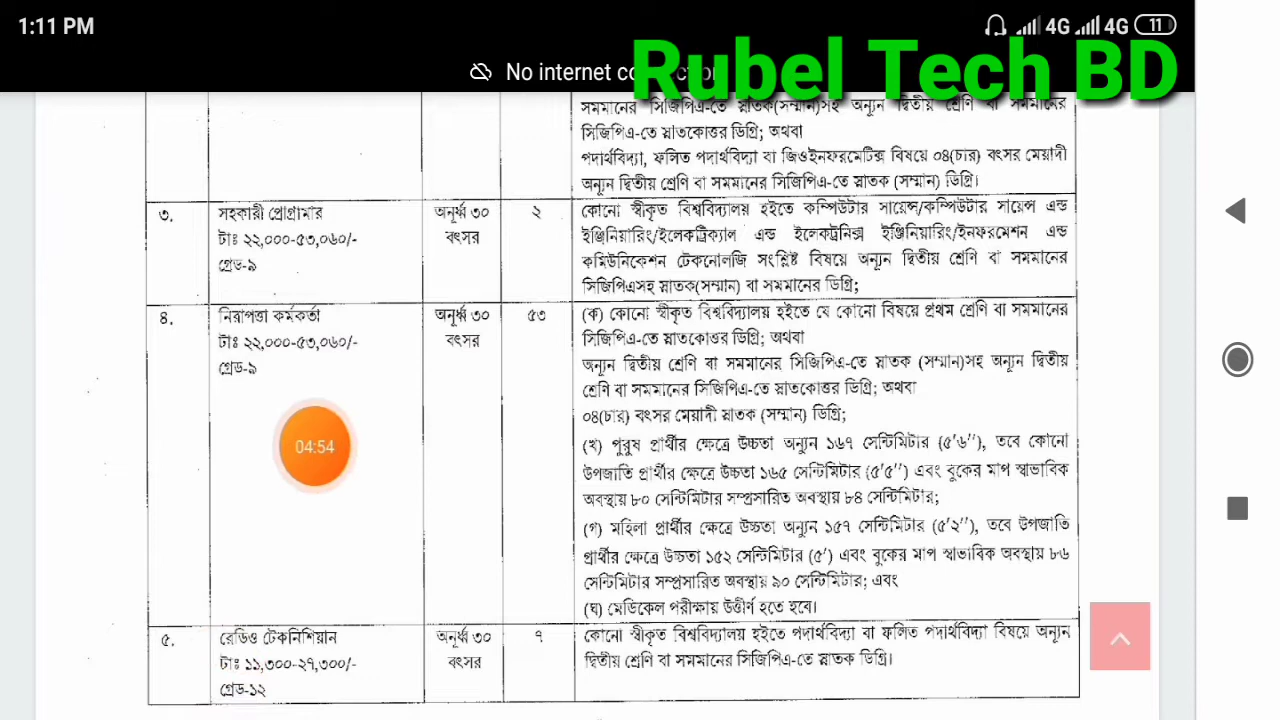 1:11 PM
4G 4G 11
No internet co
Rubel Tech BD
সমমানের সিজিপিএ-তে স্নাতক(সম্মান)সহ অন্যূন দ্বিতীয় শ্রেণি বা সমমানের
সিজিপিএ-তে স্নাতকোত্তর ডিগ্রি; অথবা
পদার্থবিদ্যা, ফলিত পদার্থবিদ্যা বা জিওইনফরমেটিক্স বিষয়ে ০৪(চার) বৎসর মেয়াদী
অন্যূন দ্বিতীয় শ্রেণি বা সমমানের সিজিপিএ-তে স্নাতক (সম্মান) ডিগ্রি।
৩.
সহকারী প্রোগ্রামার
টাঃ ২২,০০০-৫৩,০৬০/-
গ্রেড-৯
অনূর্ধ্ব ৩০
বৎসর
২
কোনো স্বীকৃত বিশ্ববিদ্যালয় হইতে কম্পিউটার সায়েন্স/কম্পিউটার সায়েন্স এন্ড
ইঞ্জিনিয়ারিং/ইলেকট্রিক্যাল এন্ড ইলেকট্রনিক্স ইঞ্জিনিয়ারিং/ইনফরমেশন এন্ড
কমিউনিকেশন টেকনোলজি সংশ্লিষ্ট বিষয়ে অন্যূন দ্বিতীয় শ্রেণি বা সমমানের
সিজিপিএসহ স্নাতক(সম্মান) বা সমমানের ডিগ্রি;
৪.
নিরাপত্তা কর্মকর্তা
টাঃ ২২,০০০-৫৩,০৬০/-
গ্রেড-৯
04:54
অনূর্ধ্ব ৩০
বৎসর
৫৩
(ক) কোনো স্বীকৃত বিশ্ববিদ্যালয় হইতে যে কোনো বিষয়ে প্রথম শ্রেণি বা সমমানের
সিজিপিএ-তে স্নাতকোত্তর ডিগ্রি; অথবা
অন্যূন দ্বিতীয় শ্রেণি বা সমমানের সিজিপিএ-তে স্নাতক (সম্মান)সহ অন্যূন দ্বিতীয়
শ্রেণি বা সমমানের সিজিপিএ-তে স্নাতকোত্তর ডিগ্রি; অথবা
০৪(চার) বৎসর মেয়াদী স্নাতক (সম্মান) ডিগ্রি;
(খ) পুরুষ প্রার্থীর ক্ষেত্রে উচ্চতা অন্যূন ১৬৭ সেন্টিমিটার (৫′৬″), তবে কোনো
উপজাতি প্রার্থীর ক্ষেত্রে উচ্চতা ১৬৫ সেন্টিমিটার (৫′৫″) এবং বুকের মাপ স্বাভাবিক
অবস্থায় ৮০ সেন্টিমিটার সম্প্রসারিত অবস্থায় ৮৪ সেন্টিমিটার;
(গ) মহিলা প্রার্থীর ক্ষেত্রে উচ্চতা অন্যূন ১৫৭ সেন্টিমিটার (৫′২″), তবে উপজাতি
প্রার্থীর ক্ষেত্রে উচ্চতা ১৫২ সেন্টিমিটার (৫′) এবং বুকের মাপ স্বাভাবিক অবস্থায় ৮৬
সেন্টিমিটার সম্প্রসারিত অবস্থায় ৯০ সেন্টিমিটার; এবং
(ঘ) মেডিকেল পরীক্ষায় উত্তীর্ণ হতে হবে।
৫.
রেডিও টেকনিশিয়ান
টাঃ ১১,৩০০-২৭,৩০০/-
গ্রেড-১২
অনূর্ধ্ব ৩০
বৎসর
৭
কোনো স্বীকৃত বিশ্ববিদ্যালয় হইতে পদার্থবিদ্যা বা ফলিত পদার্থবিদ্যা বিষয়ে অন্যূন
দ্বিতীয় শ্রেণি বা সমমানের সিজিপিএ-তে স্নাতক ডিগ্রি।